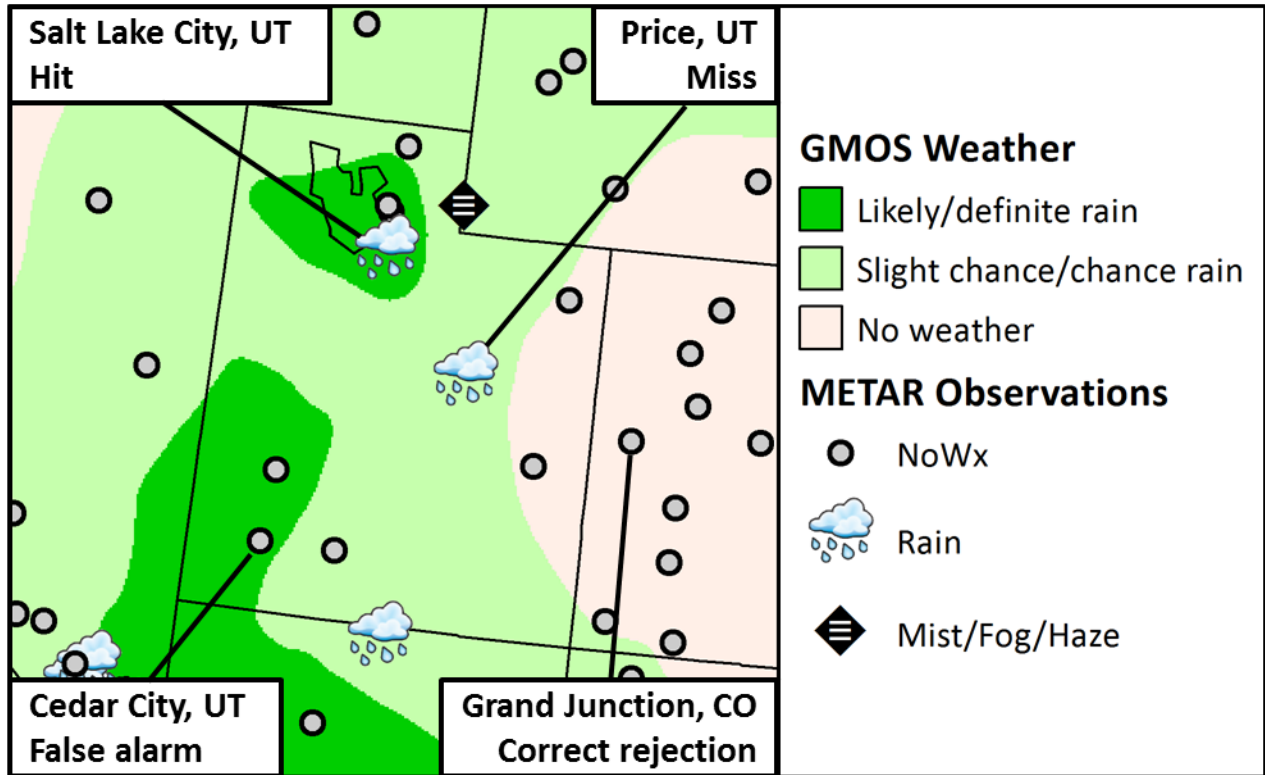 Salt Lake City, UT
Hit
Price, UT
Miss
Cedar City, UT
False alarm
Grand Junction, CO
Correct rejection
GMOS Weather
Likely/definite rain
Slight chance/chance rain
No weather
METAR Observations
NoWx
Rain
Mist/Fog/Haze